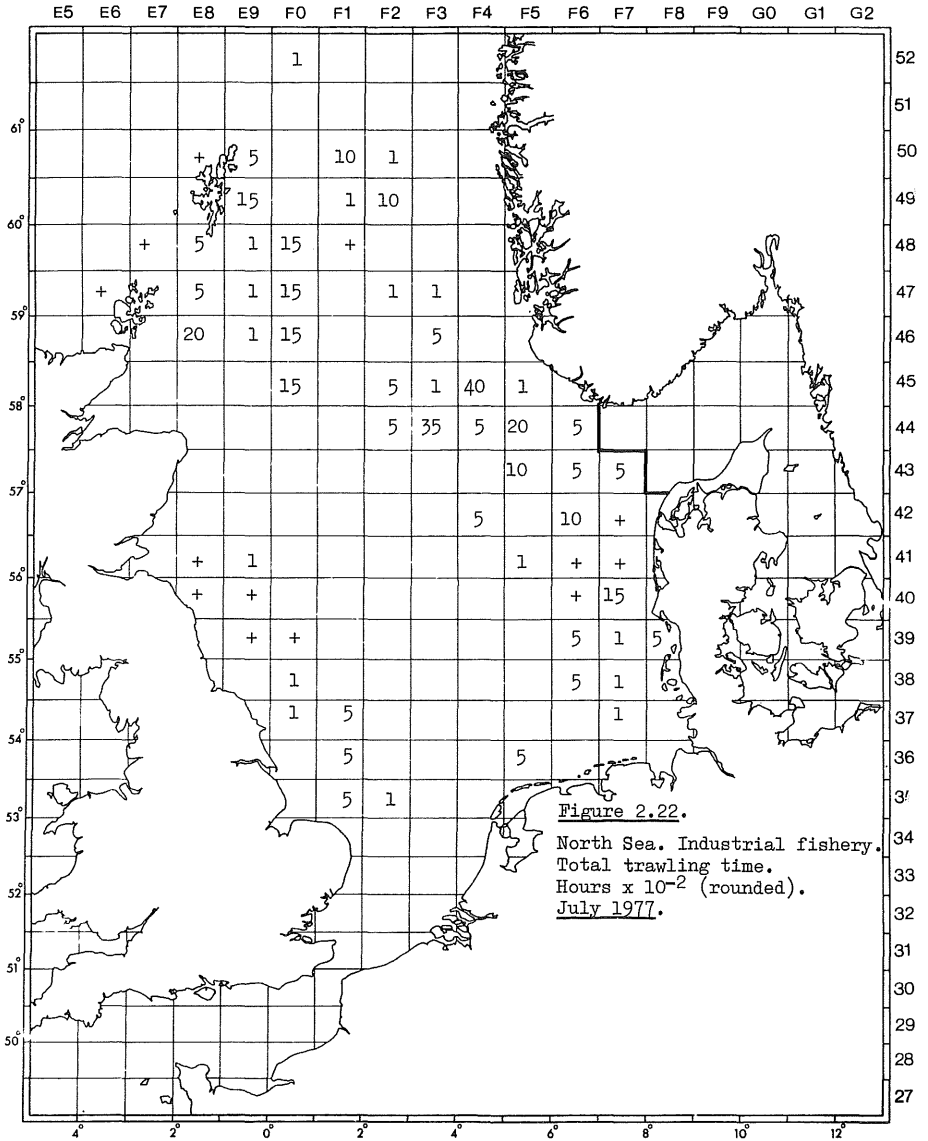 E5 E6 E7 E8 E9 F0 F1 F2 F3 F4 F5 F6 F7 F8 F9 G0 G1 G2
1 52
51
61°
+ 5 10 1 50
15 1 10 49
60°
+ 5 1 15 + 48
+ 5 1 15 1 1 47
59°
20 1 15 5 46
15 5 1 40 1 45
58°
5 35 5 20 5 44
10 5 5 43
57°
5 10 + 42
+ 1 1 + + 41
56°
+ + + 15 40
+ + 5 1 5 39
55°
1 5 1 38
1 5 1 37
54°
5 5 36
5 1 3
53°
Figure 2.22.
34
North Sea. Industrial fishery.
Total trawling time.
33
Hours x 10⁻² (rounded).
52°
July 1977.
32
31
51°
30
29
50°
28
27
4° 2° 0° 2° 4° 6° 8° 10° 12°